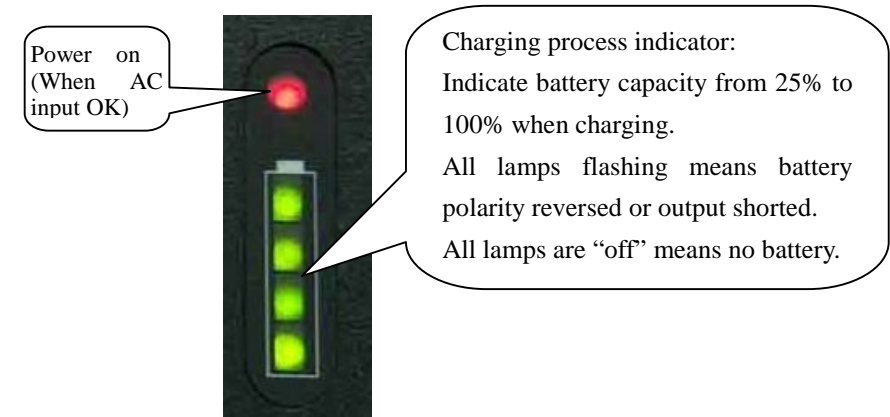 Power on
(When AC
input OK)
Charging process indicator:
Indicate battery capacity from 25% to
100% when charging.
All lamps flashing means battery
polarity reversed or output shorted.
All lamps are “off” means no battery.